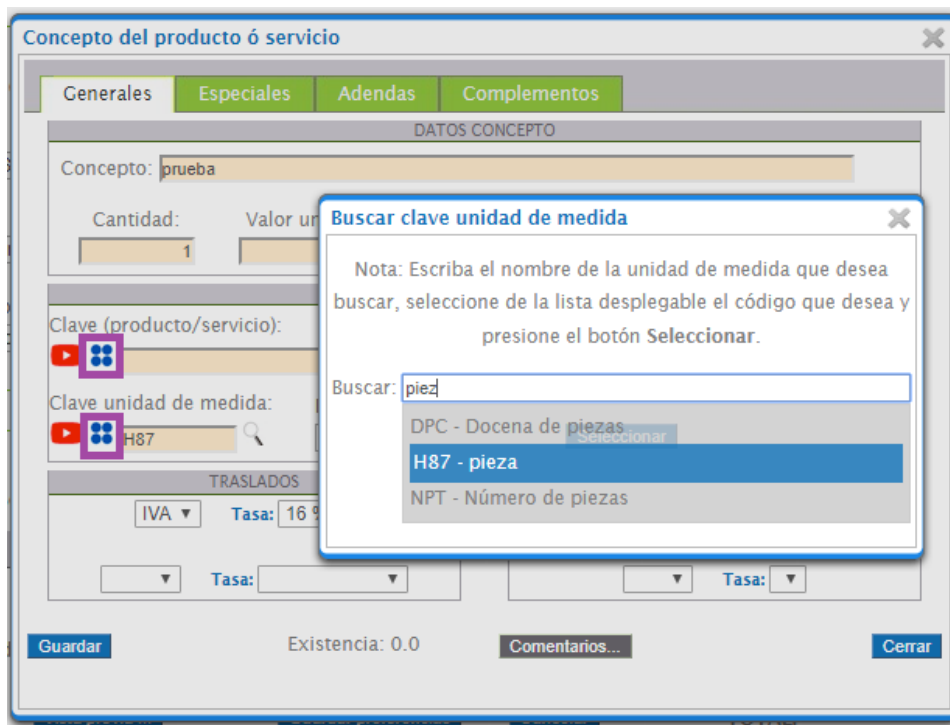 Concepto del producto ó servicio
Generales Especiales Adendas Complementos
DATOS CONCEPTO
Concepto: prueba
Cantidad: Valor
1
Buscar clave unidad de medida
Nota: Escriba el nombre de la unidad de medida que desea
buscar, seleccione de la lista desplegable el código que desea y
presione el botón Seleccionar.
Buscar: piez
DPC - Docena de piezas
Seleccionar
H87 - pieza
NPT - Número de piezas
Clave (producto/servicio):
Clave unidad de medida:
H87
TRASLADOS
IVA Tasa: 16 %
Tasa:
Tasa:
Guardar Existencia: 0.0 Comentarios... Cerrar